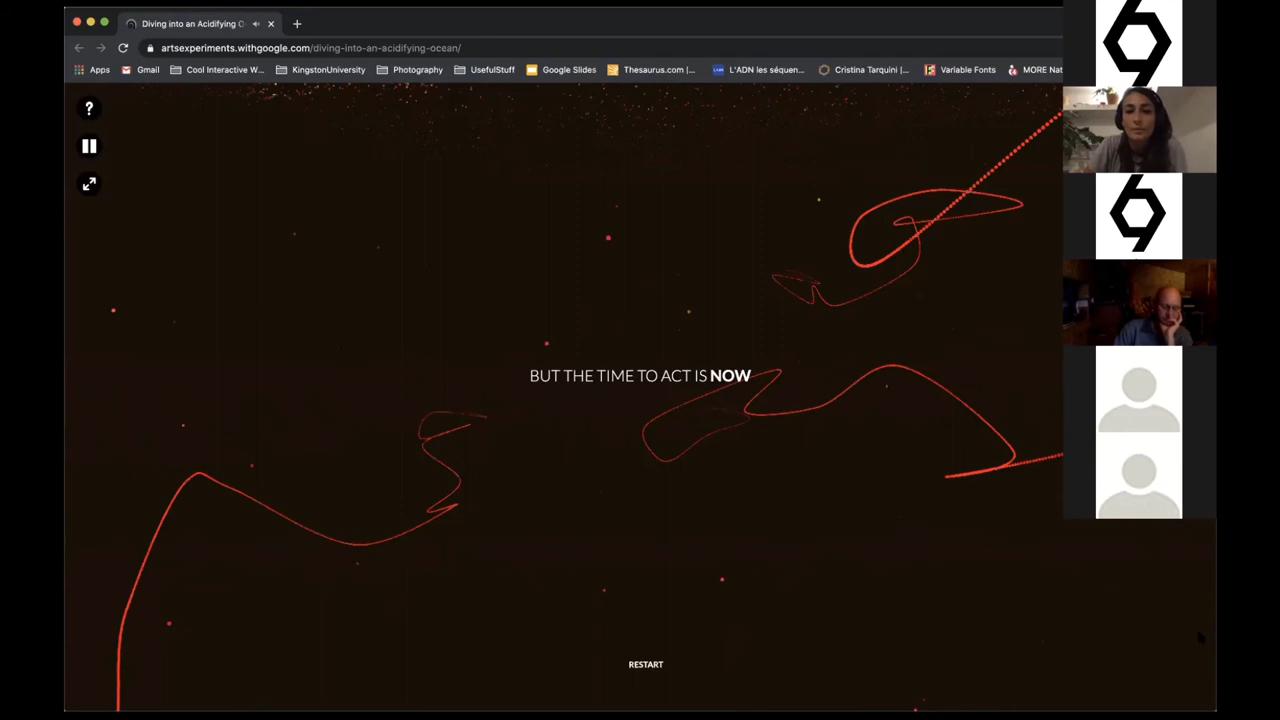 Diving into an Acidifying O
artsexperiments.withgoogle.com/diving-into-an-acidifying-ocean/
Apps Gmail Cool Interactive W... KingstonUniversity Photography UsefulStuff Google Slides Thesaurus.com |... L'ADN les séquen... Cristina Tarquini |... Variable Fonts MORE Nat
?
BUT THE TIME TO ACT IS NOW
RESTART